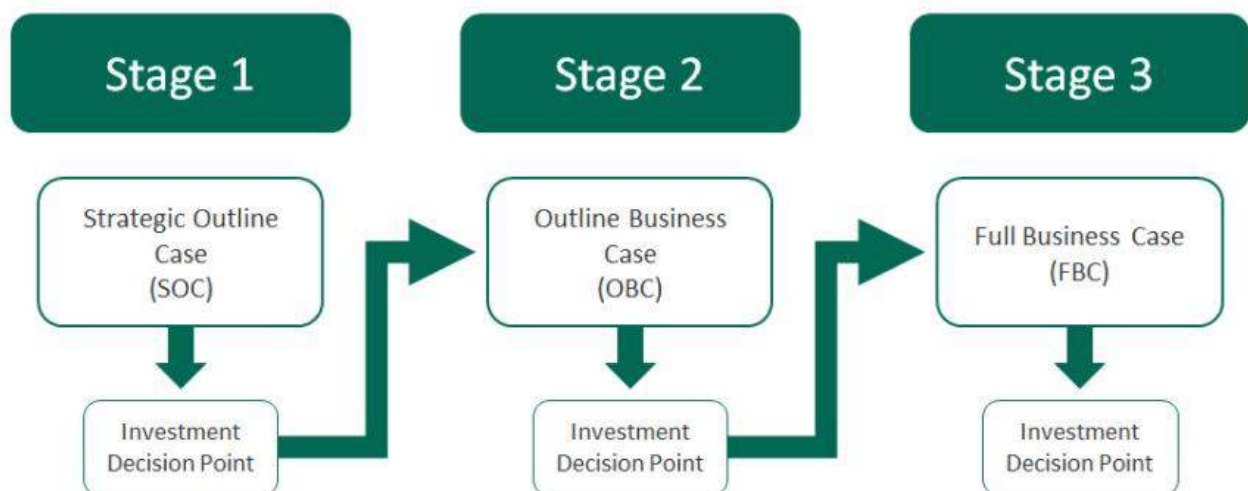 Stage 1
Stage 2
Stage 3
Strategic Outline
Case
(SOC)
Outline Business
Case
(OBC)
Full Business Case
(FBC)
Investment
Decision Point
Investment
Decision Point
Investment
Decision Point